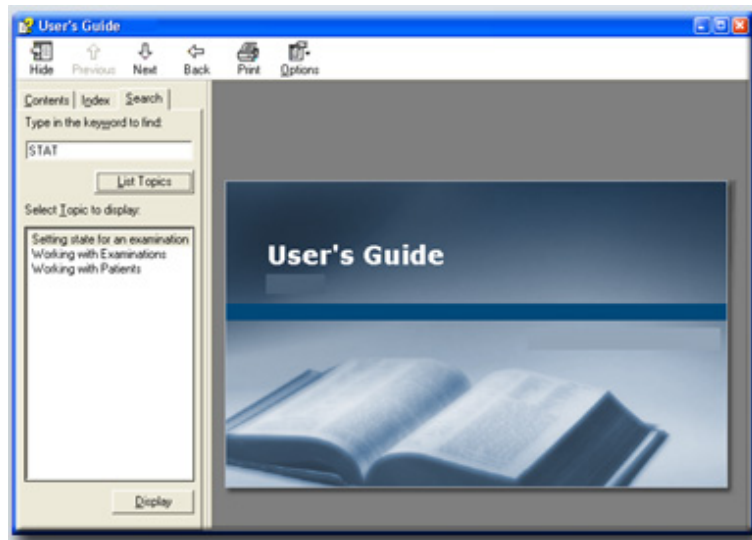 User's Guide
Hide Previous Next Back Print Options
Contents Index Search
Type in the keyword to find:
STAT
List Topics
Select Topic to display:
Setting state for an examination
Working with Examinations
Working with Patients
Display
User's Guide